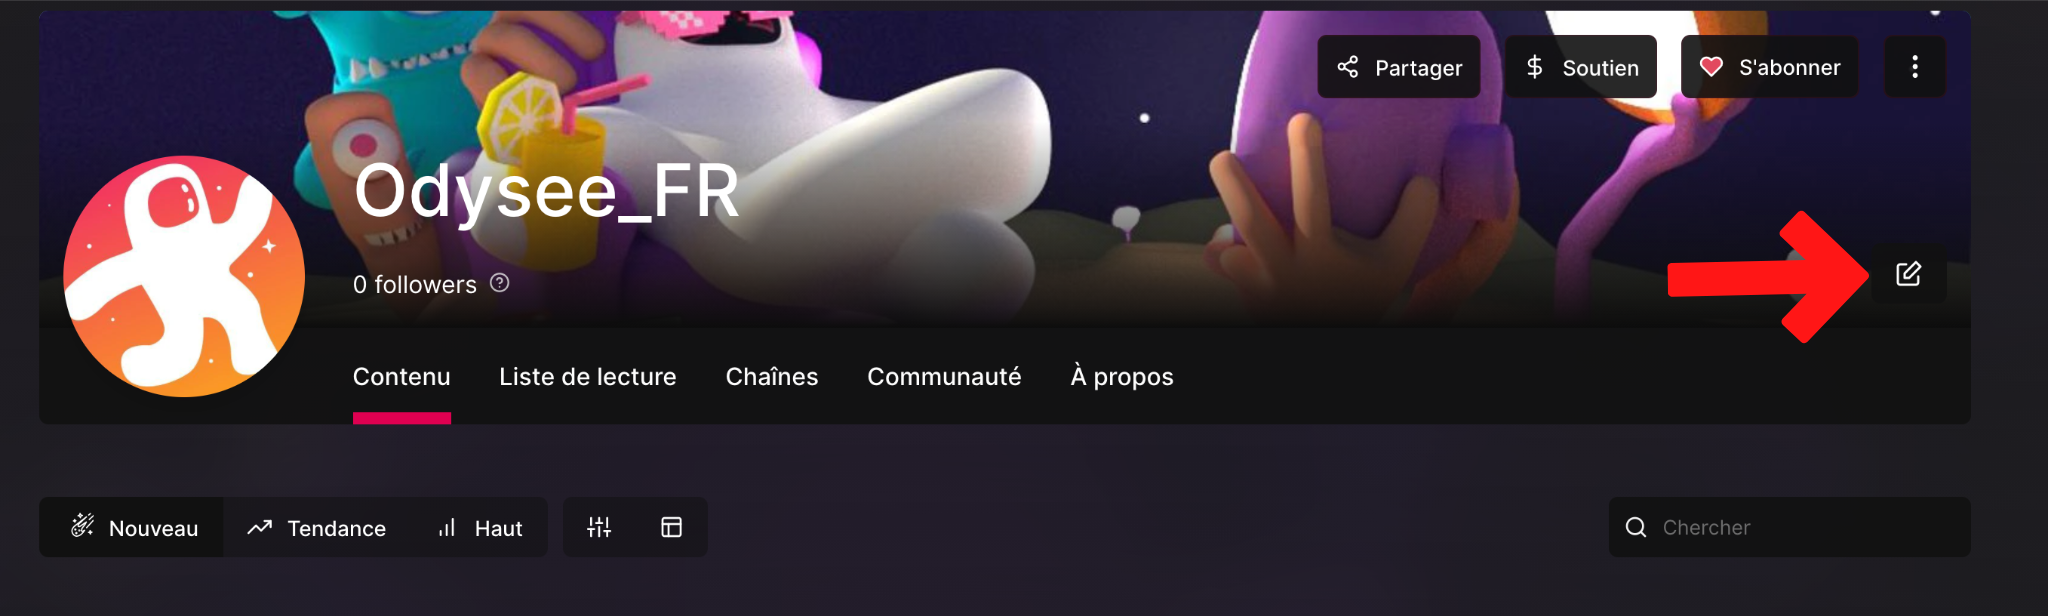 Partager
Soutien
S'abonner
Odysee_FR
0 followers
Contenu
Liste de lecture
Chaînes
Communauté
À propos
Nouveau
Tendance
Haut
Chercher